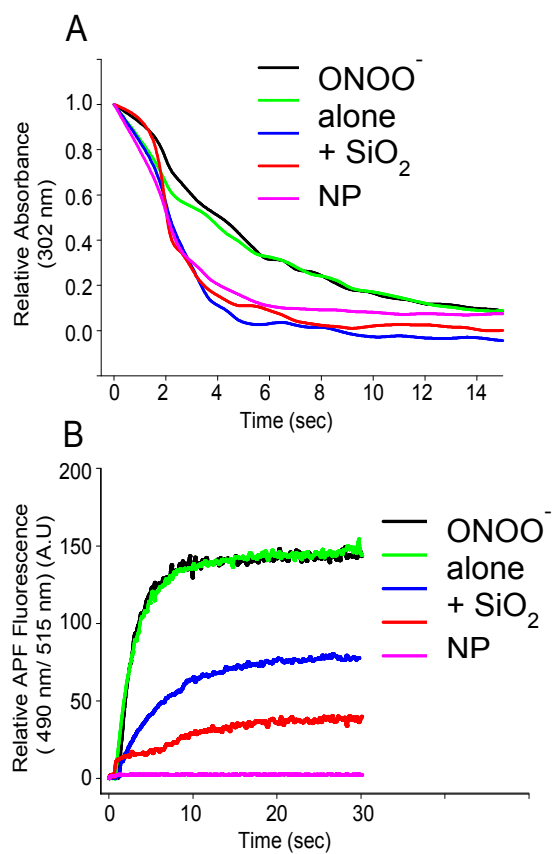 A
ONOO⁻
alone
+ SiO₂
NP
Relative Absorbance
(302 nm)
1.0
0.8
0.6
0.4
0.2
0.0
0 2 4 6 8 10 12 14
Time (sec)
B
ONOO⁻
alone
+ SiO₂
NP
Relative APF Fluorescence
( 490 nm/ 515 nm) (A.U)
200
150
100
50
0
0 10 20 30
Time (sec)